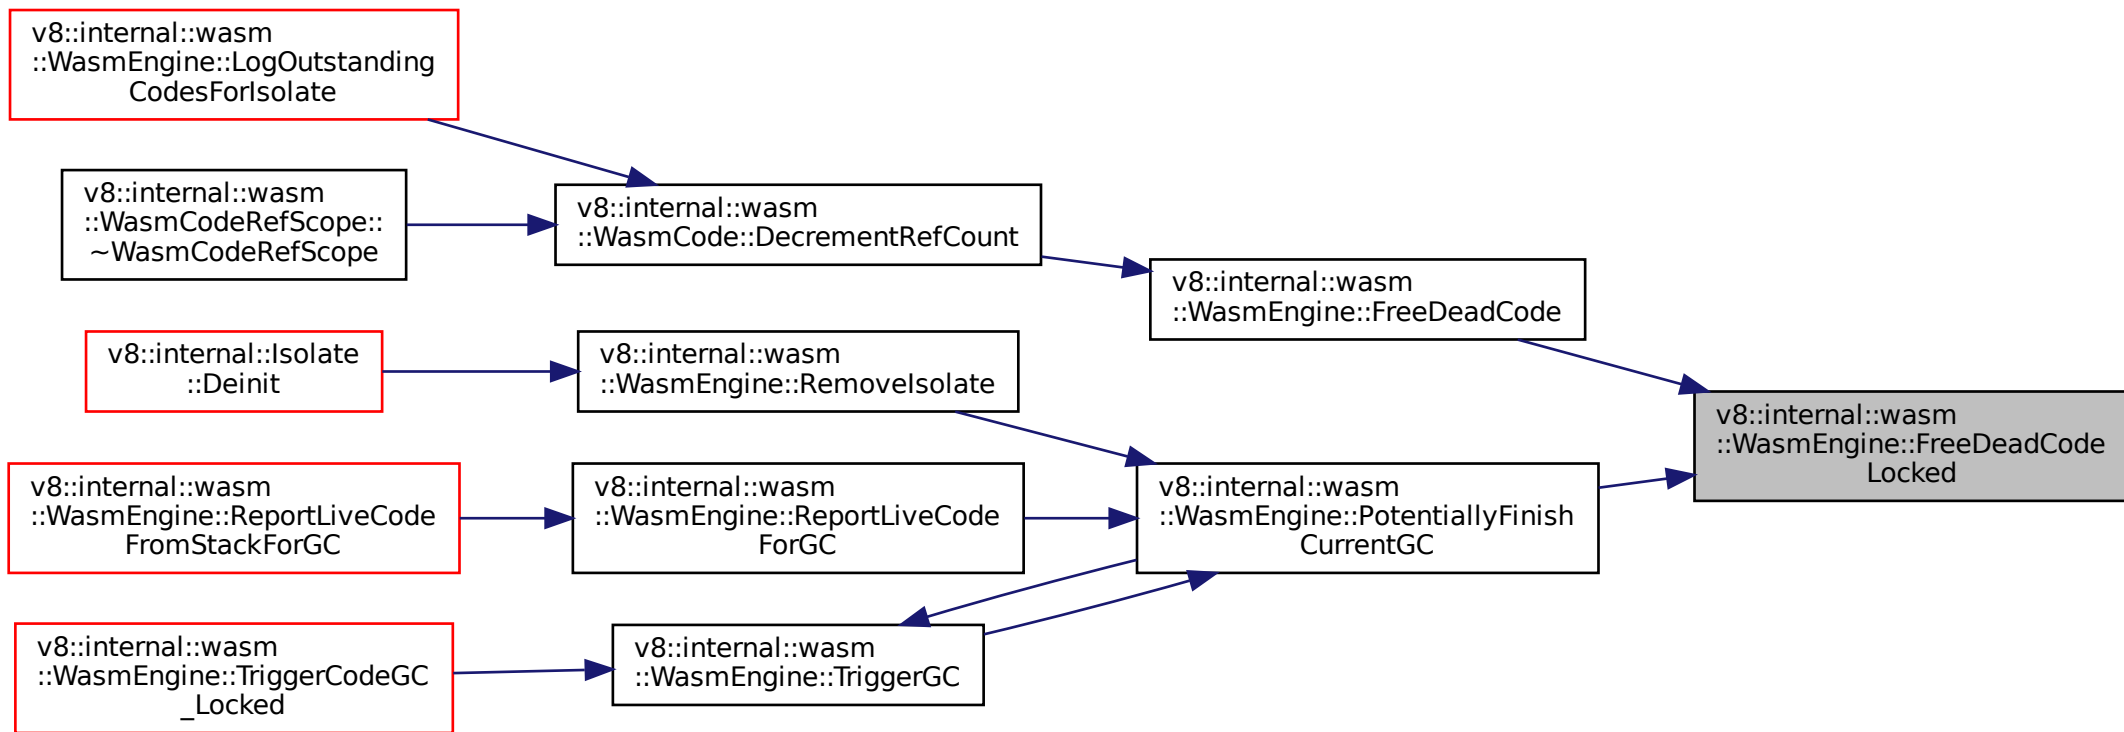 v8::internal::wasm
::WasmEngine::LogOutstanding
CodesForIsolate
v8::internal::wasm
::WasmCodeRefScope::
~WasmCodeRefScope
v8::internal::wasm
::WasmCode::DecrementRefCount
v8::internal::wasm
::WasmEngine::FreeDeadCode
v8::internal::Isolate
::Deinit
v8::internal::wasm
::WasmEngine::RemoveIsolate
v8::internal::wasm
::WasmEngine::FreeDeadCode
Locked
v8::internal::wasm
::WasmEngine::ReportLiveCode
FromStackForGC
v8::internal::wasm
::WasmEngine::ReportLiveCode
ForGC
v8::internal::wasm
::WasmEngine::PotentiallyFinish
CurrentGC
v8::internal::wasm
::WasmEngine::TriggerCodeGC
_Locked
v8::internal::wasm
::WasmEngine::TriggerGC